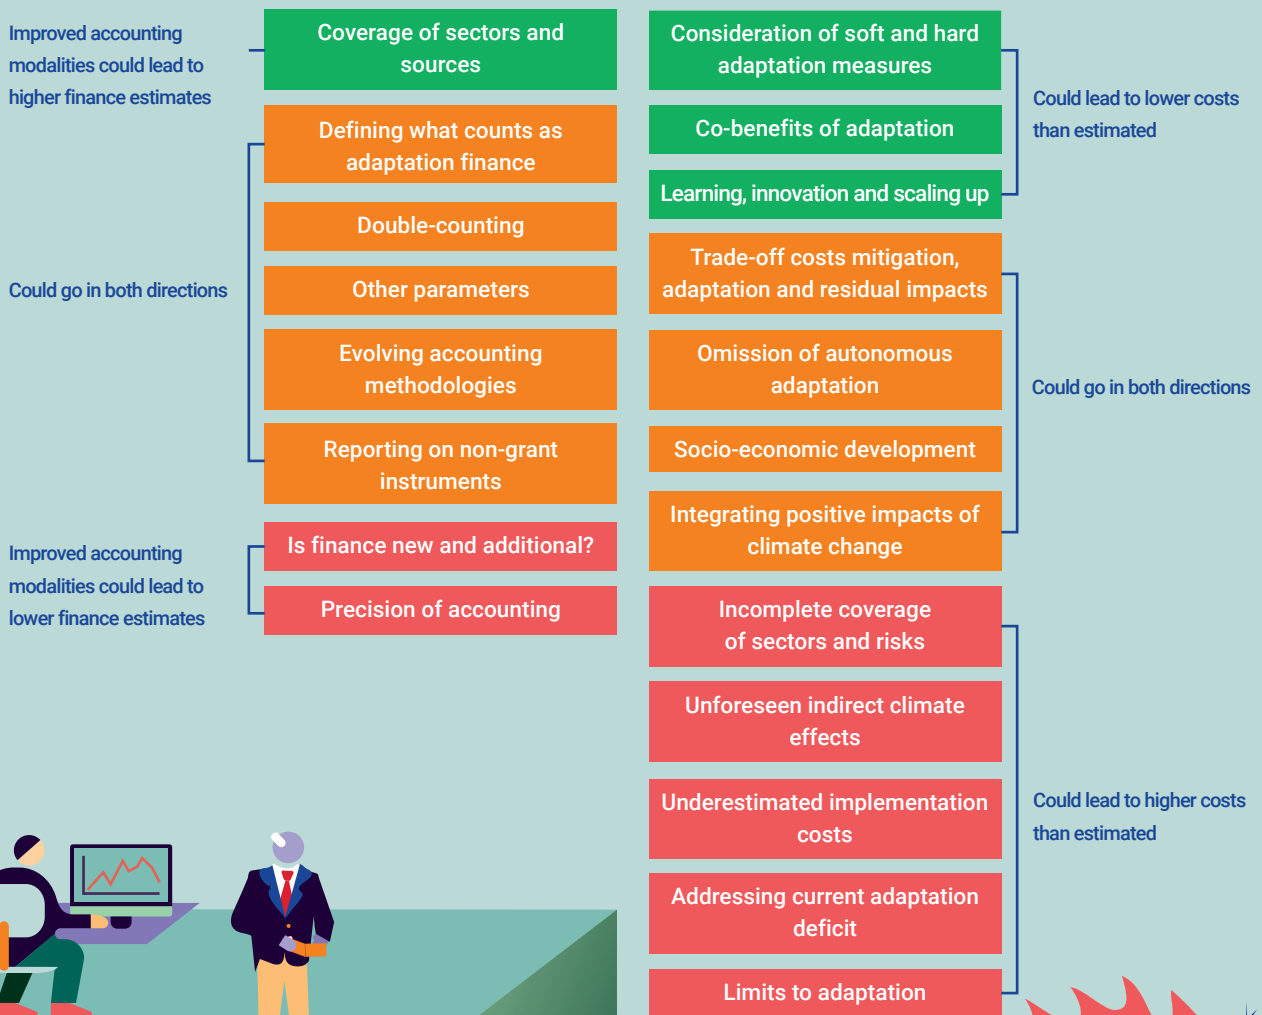 Improved accounting
modalities could lead to
higher finance estimates
Coverage of sectors and
sources
Could go in both directions
Defining what counts as
adaptation finance
Double-counting
Other parameters
Evolving accounting
methodologies
Reporting on non-grant
instruments
Improved accounting
modalities could lead to
lower finance estimates
Is finance new and additional?
Precision of accounting
Consideration of soft and hard
adaptation measures
Co-benefits of adaptation
Learning, innovation and scaling up
Could lead to lower costs
than estimated
Trade-off costs mitigation,
adaptation and residual impacts
Omission of autonomous
adaptation
Socio-economic development
Integrating positive impacts of
climate change
Could go in both directions
Incomplete coverage
of sectors and risks
Unforeseen indirect climate
effects
Underestimated implementation
costs
Addressing current adaptation
deficit
Limits to adaptation
Could lead to higher costs
than estimated